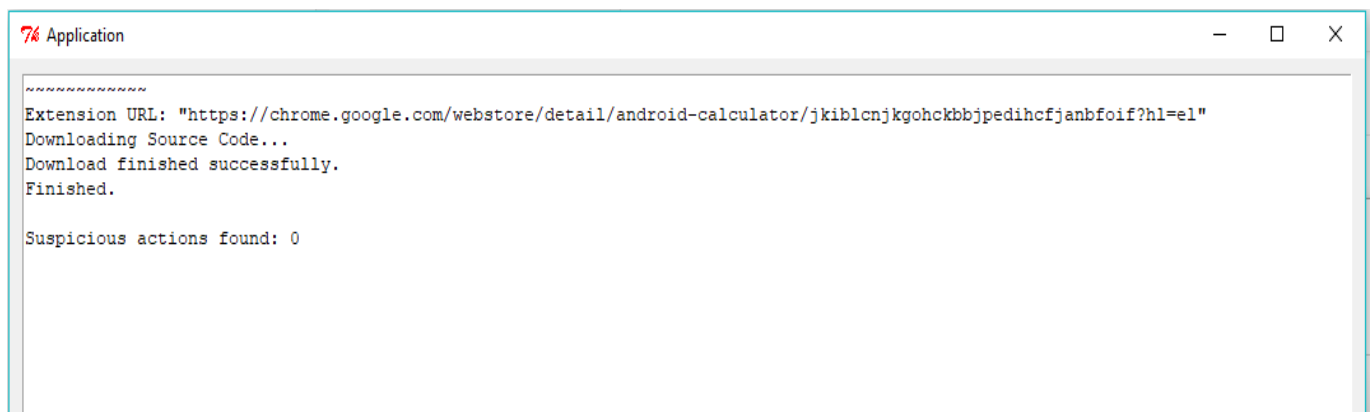 Application
~~~~~~~~~~~~
Extension URL: "https://chrome.google.com/webstore/detail/android-calculator/jkiblcnjkgohckbbjpedihcfjanbfoif?hl=el"
Downloading Source Code...
Download finished successfully.
Finished.
Suspicious actions found: 0